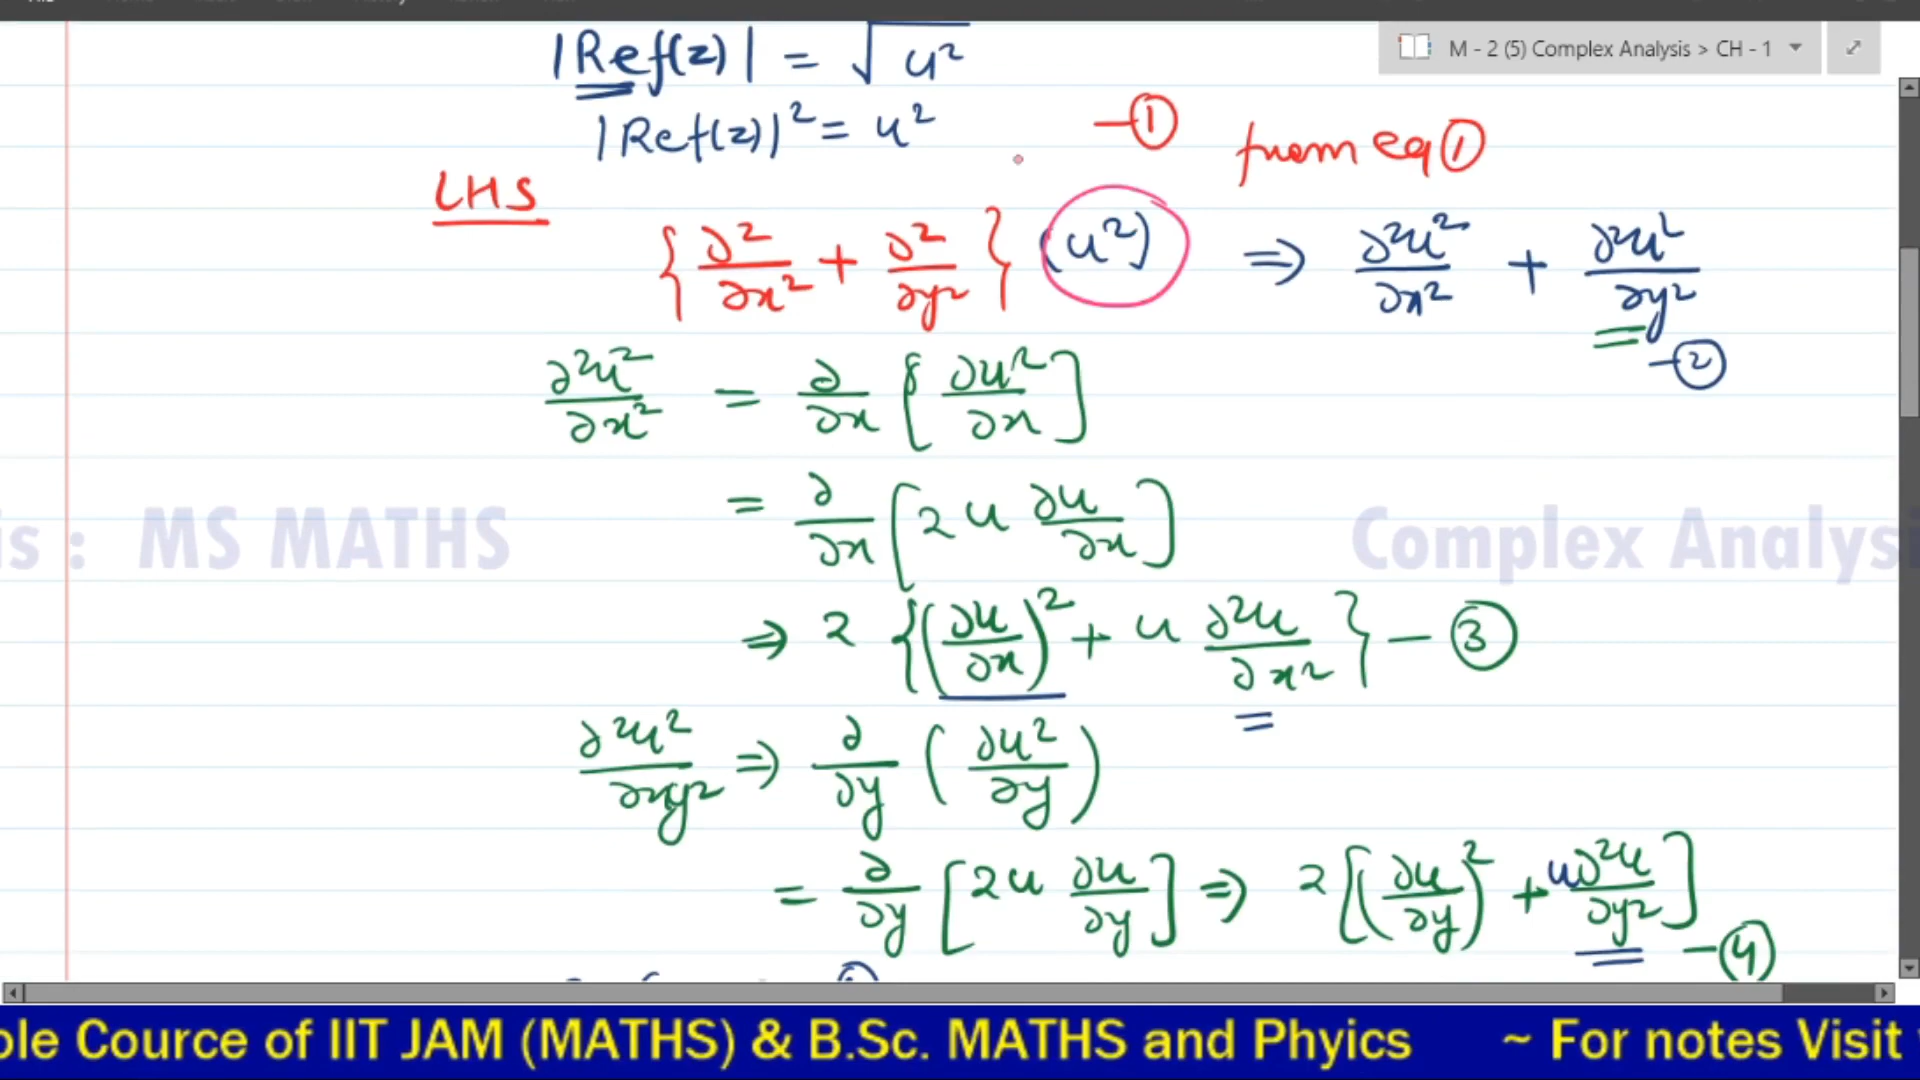 M - 2 (5) Complex Analysis > CH - 1
|Ref(z)| = √u²
|Ref(z)|² = u² —① from eq ①
LHS
{∂²/∂x² + ∂²/∂y²} (u²) ⇒ ∂²u²/∂x² + ∂²u²/∂y² —②
∂²u²/∂x² = ∂/∂x [∂u²/∂x]
= ∂/∂x [2u ∂u/∂x]
is : MS MATHS Complex Analysi
⇒ 2 {(∂u/∂x)² + u ∂²u/∂x²} — ③
∂²u²/∂y² ⇒ ∂/∂y (∂u²/∂y)
= ∂/∂y [2u ∂u/∂y] ⇒ 2[(∂u/∂y)² + u∂²u/∂y²] —④
ole Cource of IIT JAM (MATHS) & B.Sc. MATHS and Phyics ~ For notes Visit